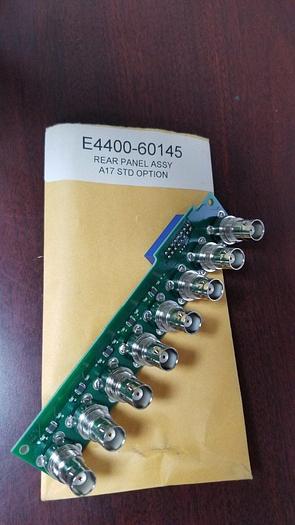 E4400-60145
REAR PANEL ASSY
A17 STD OPTION